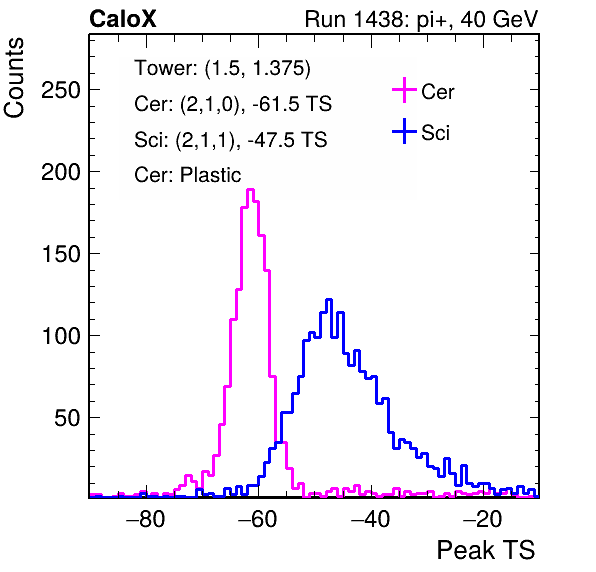 CaloX Run 1438: pi+, 40 GeV
Counts
Tower: (1.5, 1.375)
Cer: (2,1,0), -61.5 TS
Sci: (2,1,1), -47.5 TS
Cer: Plastic
Cer
Sci
250
200
150
100
50
−80 −60 −40 −20
Peak TS